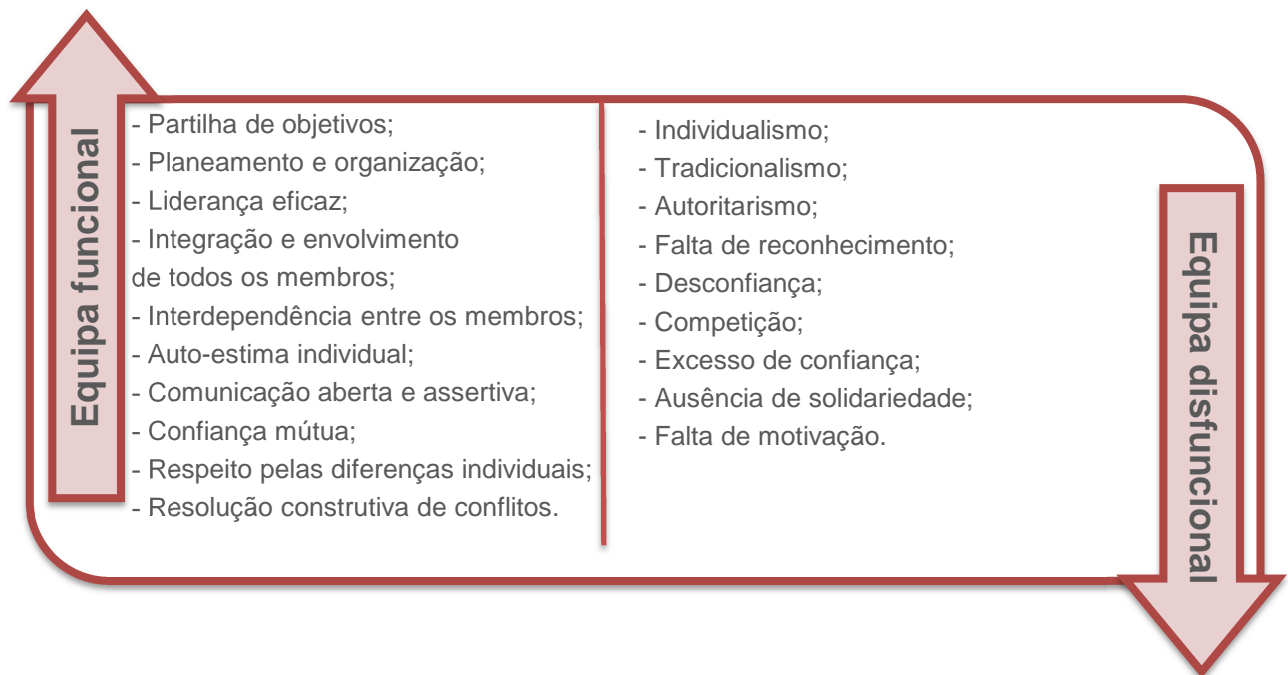 Equipa funcional
- Partilha de objetivos;
- Planeamento e organização;
- Liderança eficaz;
- Integração e envolvimento
de todos os membros;
- Interdependência entre os membros;
- Auto-estima individual;
- Comunicação aberta e assertiva;
- Confiança mútua;
- Respeito pelas diferenças individuais;
- Resolução construtiva de conflitos.
- Individualismo;
- Tradicionalismo;
- Autoritarismo;
- Falta de reconhecimento;
- Desconfiança;
- Competição;
- Excesso de confiança;
- Ausência de solidariedade;
- Falta de motivação.
Equipa disfuncional